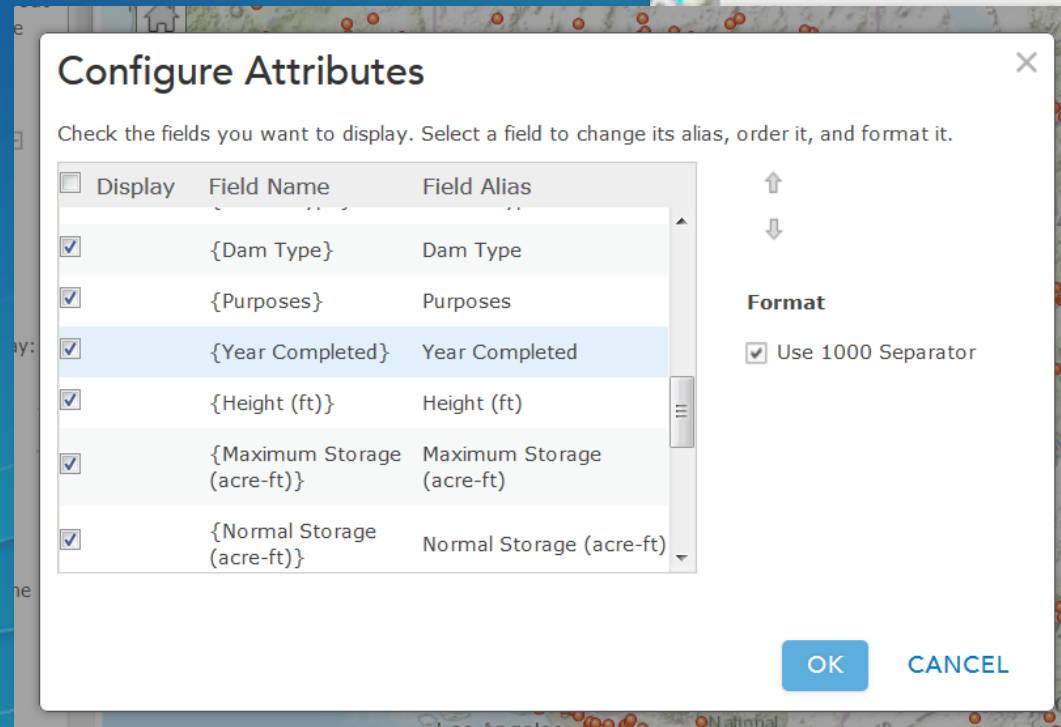 Configure Attributes
Check the fields you want to display. Select a field to change its alias, order it, and format it.
Display Field Name Field Alias
{Dam Type} Dam Type
{Purposes} Purposes
Format
ay:
{Year Completed} Year Completed
Use 1000 Separator
{Height (ft)} Height (ft)
{Maximum Storage
(acre-ft)}
Maximum Storage
(acre-ft)
{Normal Storage
(acre-ft)}
Normal Storage (acre-ft)
OK CANCEL
National